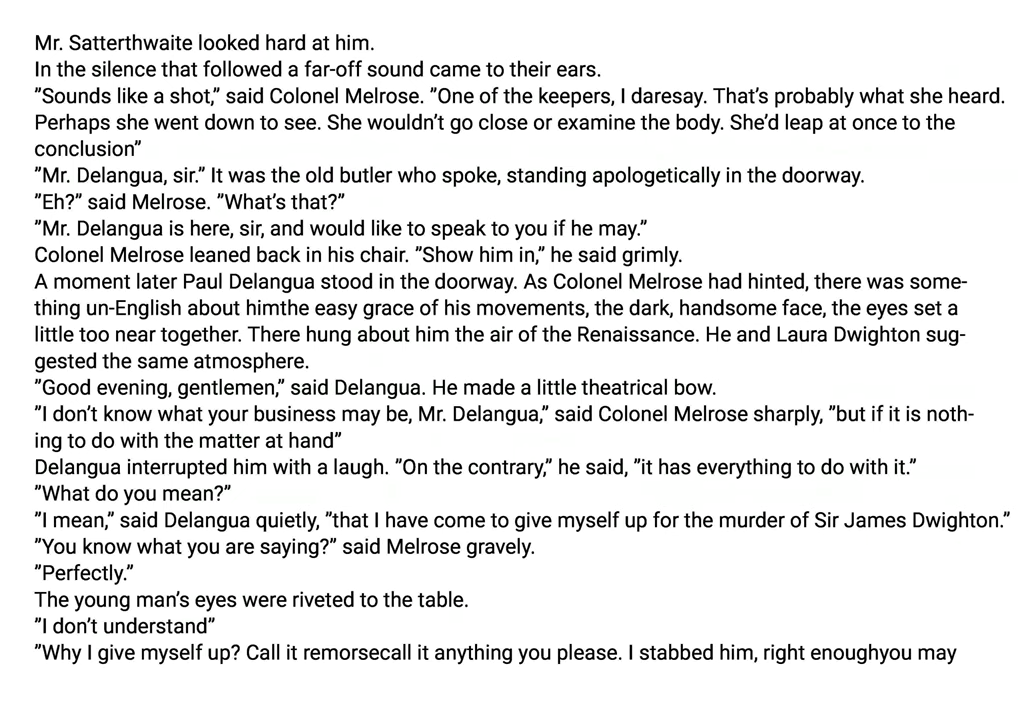 Mr. Satterthwaite looked hard at him.
In the silence that followed a far-off sound came to their ears.
”Sounds like a shot,” said Colonel Melrose. ”One of the keepers, I daresay. That’s probably what she heard.
Perhaps she went down to see. She wouldn’t go close or examine the body. She’d leap at once to the
conclusion”
”Mr. Delangua, sir.” It was the old butler who spoke, standing apologetically in the doorway.
”Eh?” said Melrose. ”What’s that?”
”Mr. Delangua is here, sir, and would like to speak to you if he may.”
Colonel Melrose leaned back in his chair. ”Show him in,” he said grimly.
A moment later Paul Delangua stood in the doorway. As Colonel Melrose had hinted, there was some-
thing un-English about himthe easy grace of his movements, the dark, handsome face, the eyes set a
little too near together. There hung about him the air of the Renaissance. He and Laura Dwighton sug-
gested the same atmosphere.
”Good evening, gentlemen,” said Delangua. He made a little theatrical bow.
”I don’t know what your business may be, Mr. Delangua,” said Colonel Melrose sharply, ”but if it is noth-
ing to do with the matter at hand”
Delangua interrupted him with a laugh. ”On the contrary,” he said, ”it has everything to do with it.”
”What do you mean?”
”I mean,” said Delangua quietly, ”that I have come to give myself up for the murder of Sir James Dwighton.”
”You know what you are saying?” said Melrose gravely.
”Perfectly.”
The young man’s eyes were riveted to the table.
”I don’t understand”
”Why I give myself up? Call it remorsecall it anything you please. I stabbed him, right enoughyou may